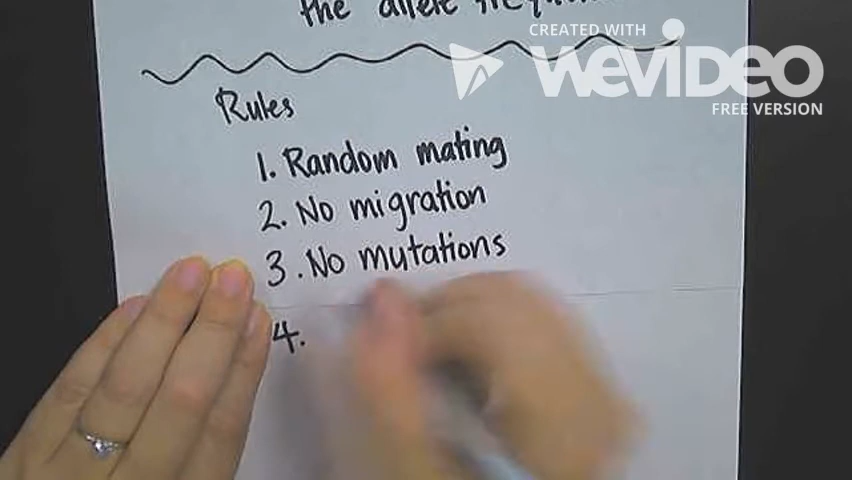 the allele
CREATED WITH
WEVIDEO
FREE VERSION
Rules
1. Random mating
2. No migration
3. No mutations
4.